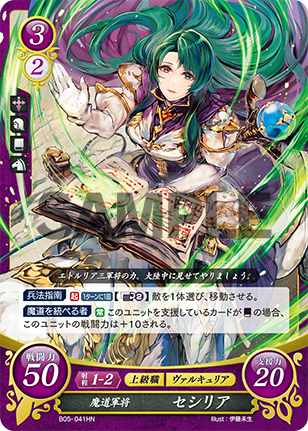 3
2
SAMPLE
エトルリア三軍将の力、大陸中に見せてやりましょう。
兵法指南 起 1ターンに1回 【 2】敵を1体選び、移動させる。
魔道を統べる者 常 このユニットを支援しているカードが の場合、
このユニットの戦闘力は+10される。
戦闘力
50
射程 1-2
上級職
ヴァルキュリア
支援力
20
魔道軍将 セシリア
B05-041HN
Illust:伊藤未生